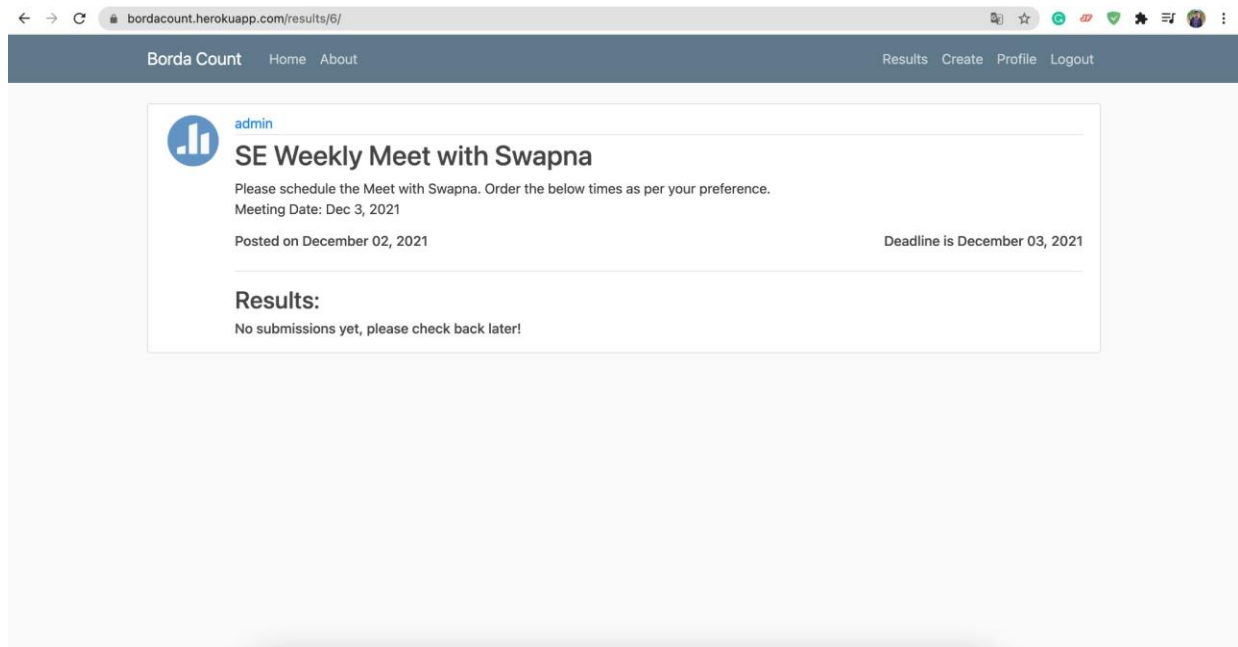 bordacount.herokuapp.com/results/6/
Borda Count Home About Results Create Profile Logout
admin
SE Weekly Meet with Swapna
Please schedule the Meet with Swapna. Order the below times as per your preference.
Meeting Date: Dec 3, 2021
Posted on December 02, 2021 Deadline is December 03, 2021
Results:
No submissions yet, please check back later!